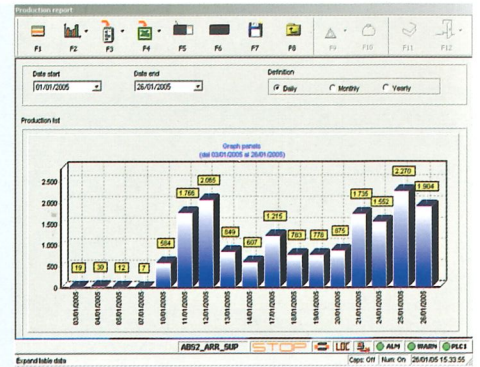 Production report
F1 F2 F3 F4 F5 F6 F7 F8 F9 F10 F11 F12
Date start Date end Definition
01/01/2005 26/01/2005 Daily Monthly Yearly
Production list
Graph panels
(dal 03/01/2005 al 26/01/2005)
2.500
2.000
1.500
1.000
500
0
19 30 12 7 584 1.766 2.065 849 607 1.215 783 778 875 1.735 1.552 2.270 1.904
03/01/2005 04/01/2005 05/01/2005 07/01/2005 10/01/2005 11/01/2005 12/01/2005 13/01/2005 14/01/2005 17/01/2005 18/01/2005 19/01/2005 20/01/2005 21/01/2005 24/01/2005 25/01/2005 26/01/2005
ABS2_ARR_SUP STOP LOC ALM WARN PLC1
Expand table data Caps: Off Num: On 26/01/05 15.33.55